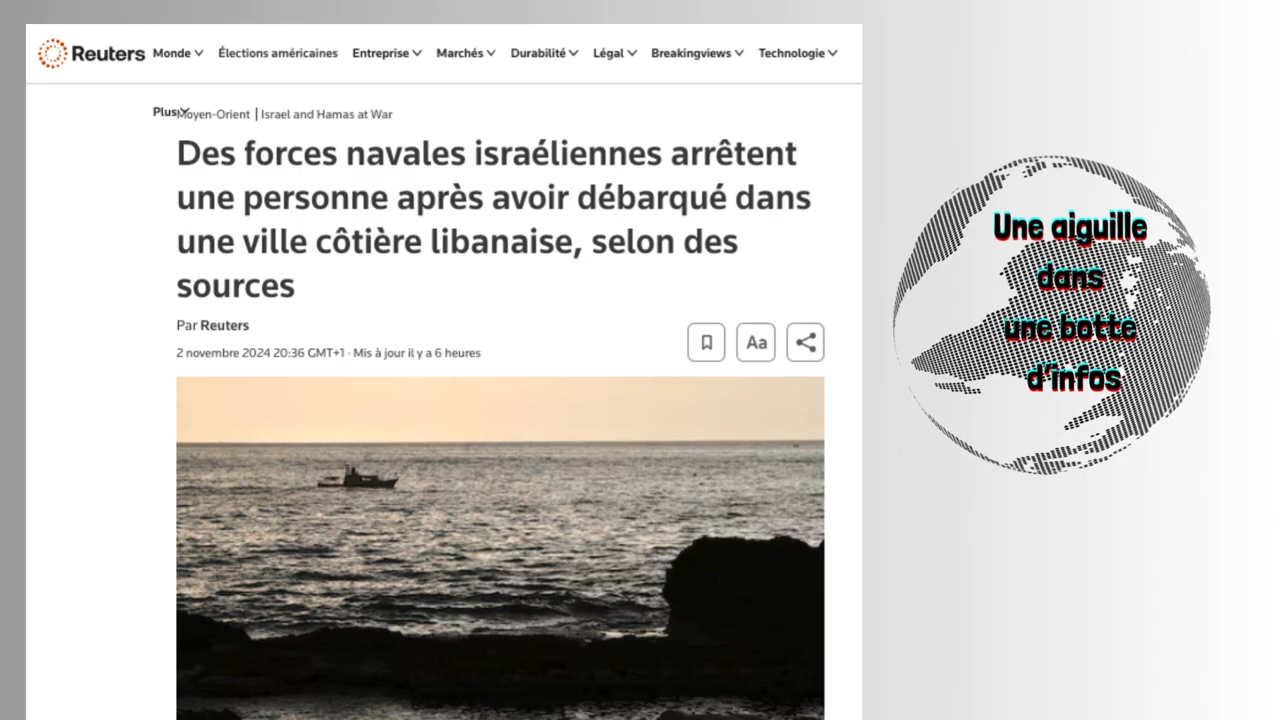 Reuters Monde Élections américaines Entreprise Marchés Durabilité Légal Breakingviews Technologie
Plus
Moyen-Orient | Israel and Hamas at War
Des forces navales israéliennes arrêtent
une personne après avoir débarqué dans
une ville côtière libanaise, selon des
sources
Par Reuters
2 novembre 2024 20:36 GMT+1 · Mis à jour il y a 6 heures
Aa
Une aiguille
dans
une botte
d'infos